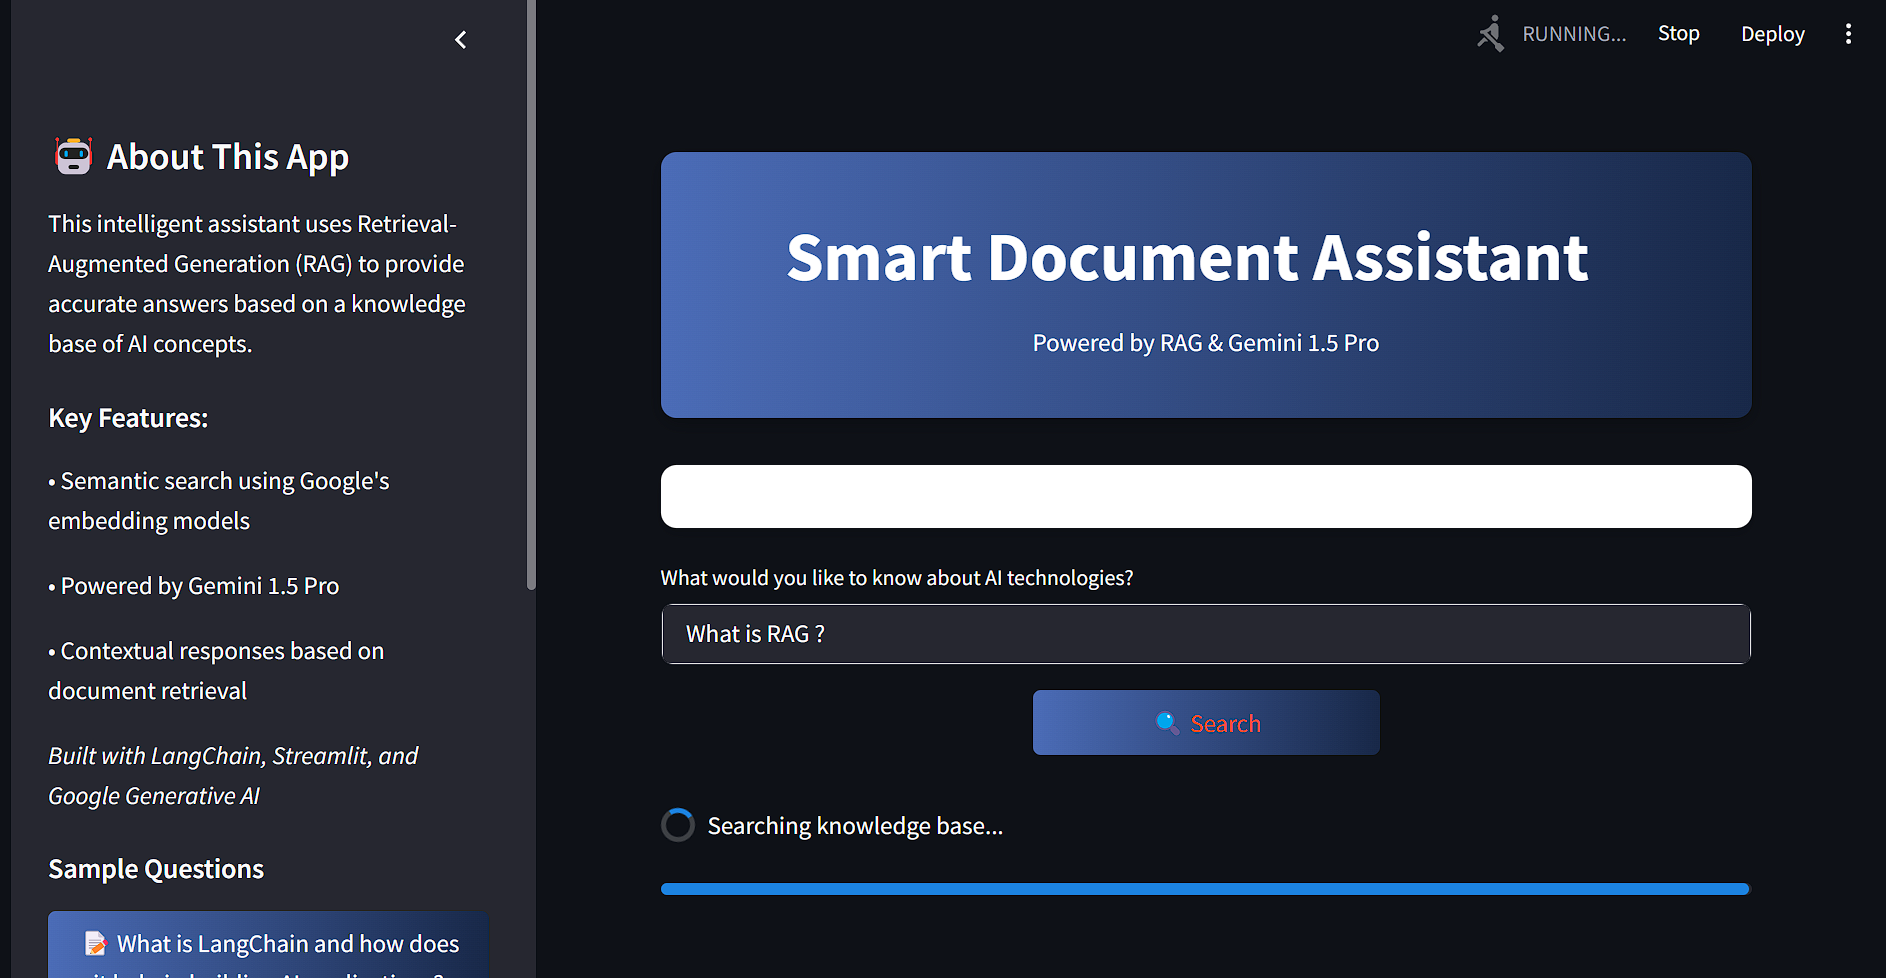 RUNNING...
Stop
Deploy
About This App
This intelligent assistant uses Retrieval-
Augmented Generation (RAG) to provide
accurate answers based on a knowledge
base of AI concepts.
Key Features:
• Semantic search using Google's
embedding models
• Powered by Gemini 1.5 Pro
• Contextual responses based on
document retrieval
Built with LangChain, Streamlit, and
Google Generative AI
Sample Questions
What is LangChain and how does
Smart Document Assistant
Powered by RAG & Gemini 1.5 Pro
What would you like to know about AI technologies?
What is RAG ?
Search
Searching knowledge base...